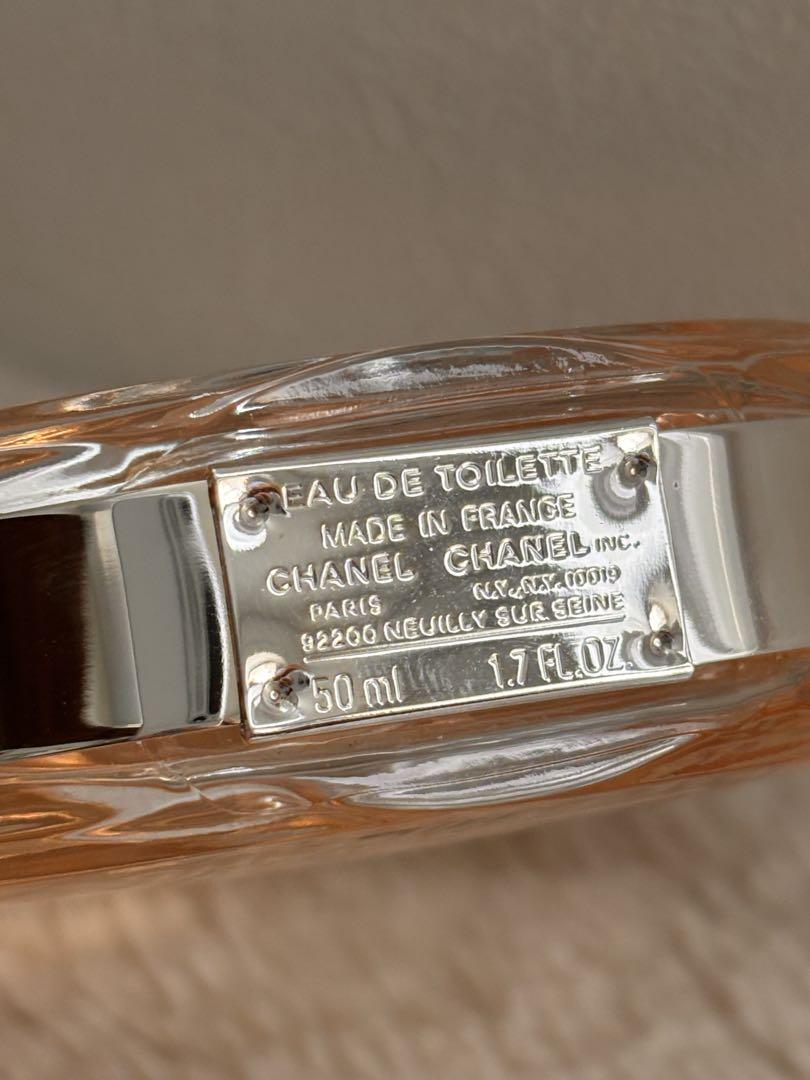 EAU DE TOILETTE
MADE IN FRANCE
CHANEL CHANEL INC.
PARIS N.Y., N.Y. 10019
92200 NEUILLY SUR SEINE
50 ml 1.7 FL.OZ.